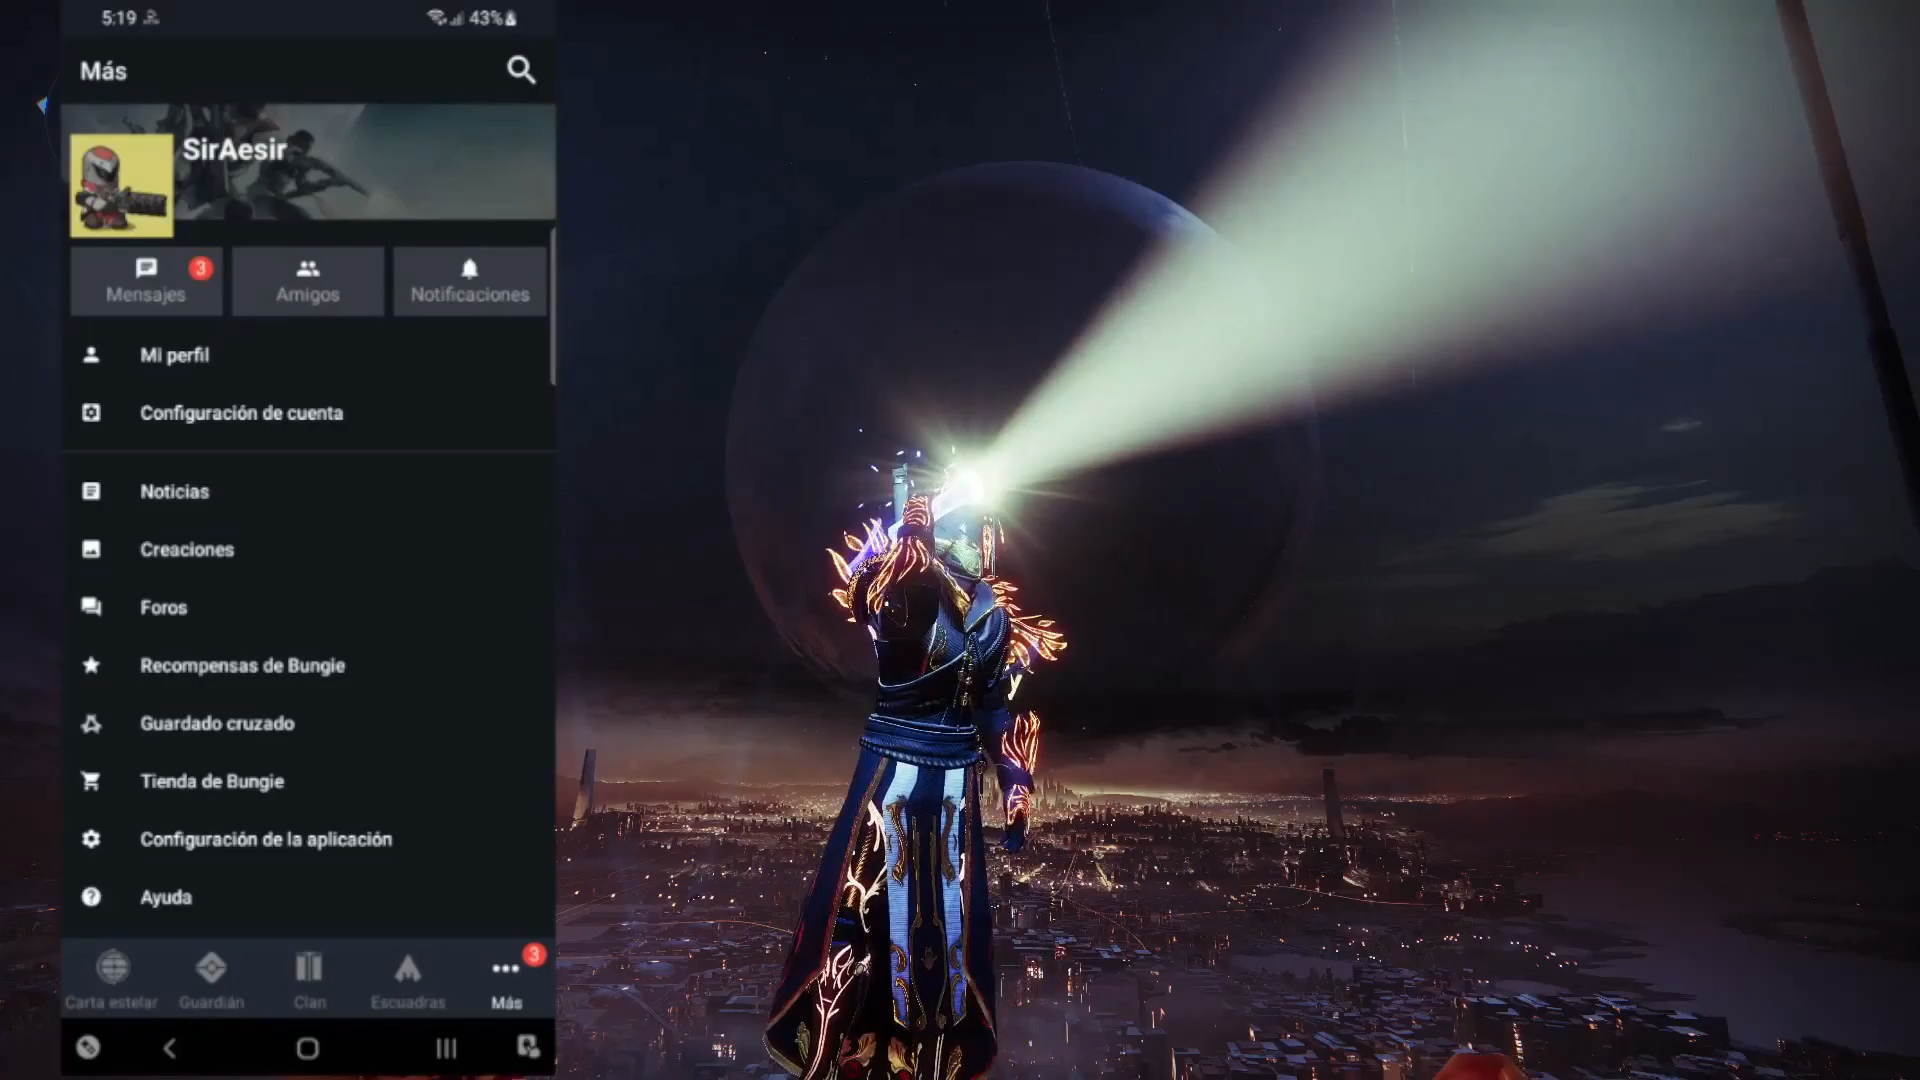 5:19
43%
Más
SirAesir
3
Mensajes
Amigos
Notificaciones
Mi perfil
Configuración de cuenta
Noticias
Creaciones
Foros
Recompensas de Bungie
Guardado cruzado
Tienda de Bungie
Configuración de la aplicación
Ayuda
3
Carta estelar
Guardián
Clan
Escuadras
Más